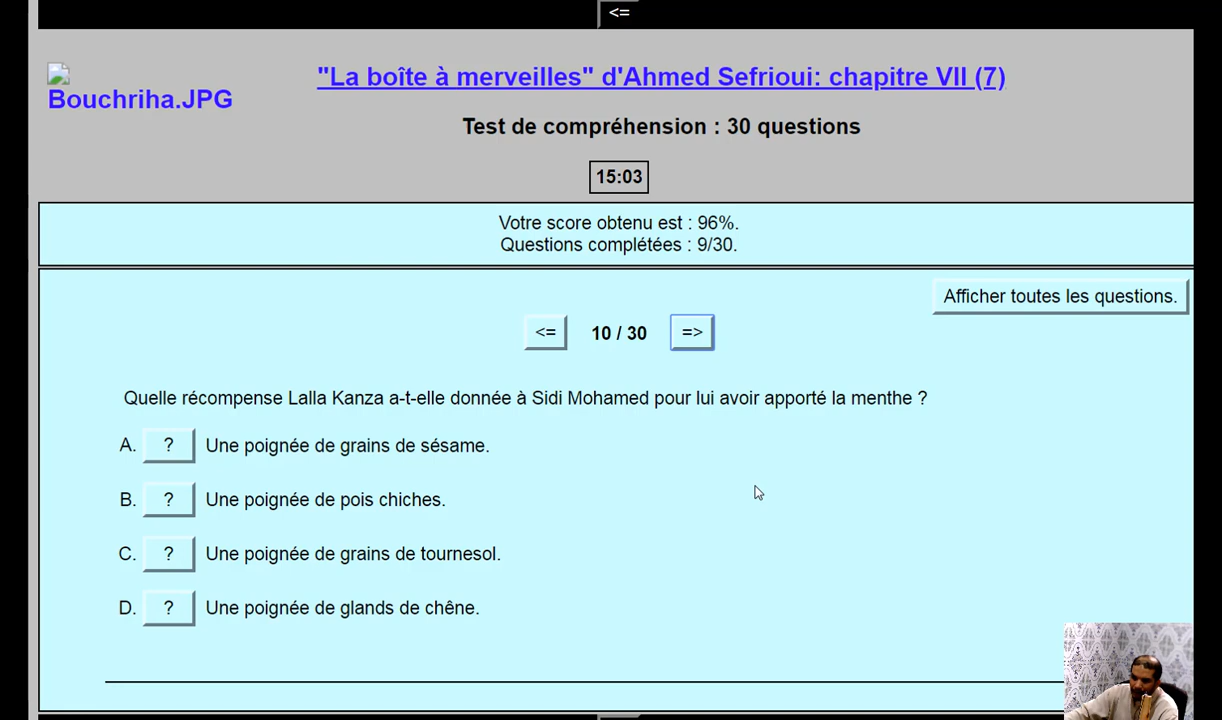 <=
Bouchriha.JPG
"La boîte à merveilles" d'Ahmed Sefrioui: chapitre VII (7)
Test de compréhension : 30 questions
15:03
Votre score obtenu est : 96%.
Questions complétées : 9/30.
Afficher toutes les questions.
<= 10 / 30 =>
Quelle récompense Lalla Kanza a-t-elle donnée à Sidi Mohamed pour lui avoir apporté la menthe ?
A. ? Une poignée de grains de sésame.
B. ? Une poignée de pois chiches.
C. ? Une poignée de grains de tournesol.
D. ? Une poignée de glands de chêne.